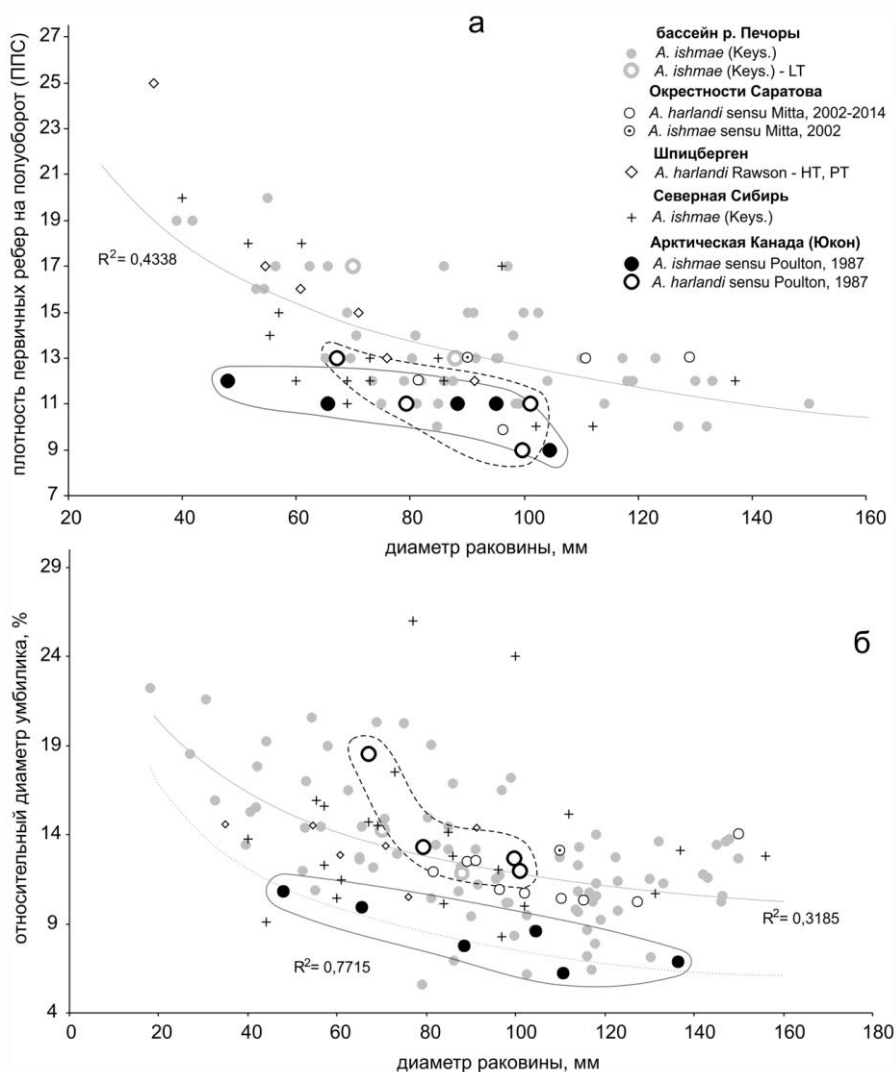 а
27
25
23
21
19
17
15
13
11
9
7
плотность первичных ребер на полуоборот (ППС)
R²= 0,4338
бассейн р. Печоры
A. ishmae (Keys.)
A. ishmae (Keys.) - LT
Окрестности Саратова
A. harlandi sensu Mitta, 2002-2014
A. ishmae sensu Mitta, 2002
Шпицберген
A. harlandi Rawson - HT, PT
Северная Сибирь
A. ishmae (Keys.)
Арктическая Канада (Юкон)
A. ishmae sensu Poulton, 1987
A. harlandi sensu Poulton, 1987
20 40 60 80 100 120 140 160
диаметр раковины, мм
б
29
24
19
14
9
4
относительный диаметр умбилика, %
R²= 0,3185
R²= 0,7715
0 20 40 60 80 100 120 140 160 180
диаметр раковины, мм